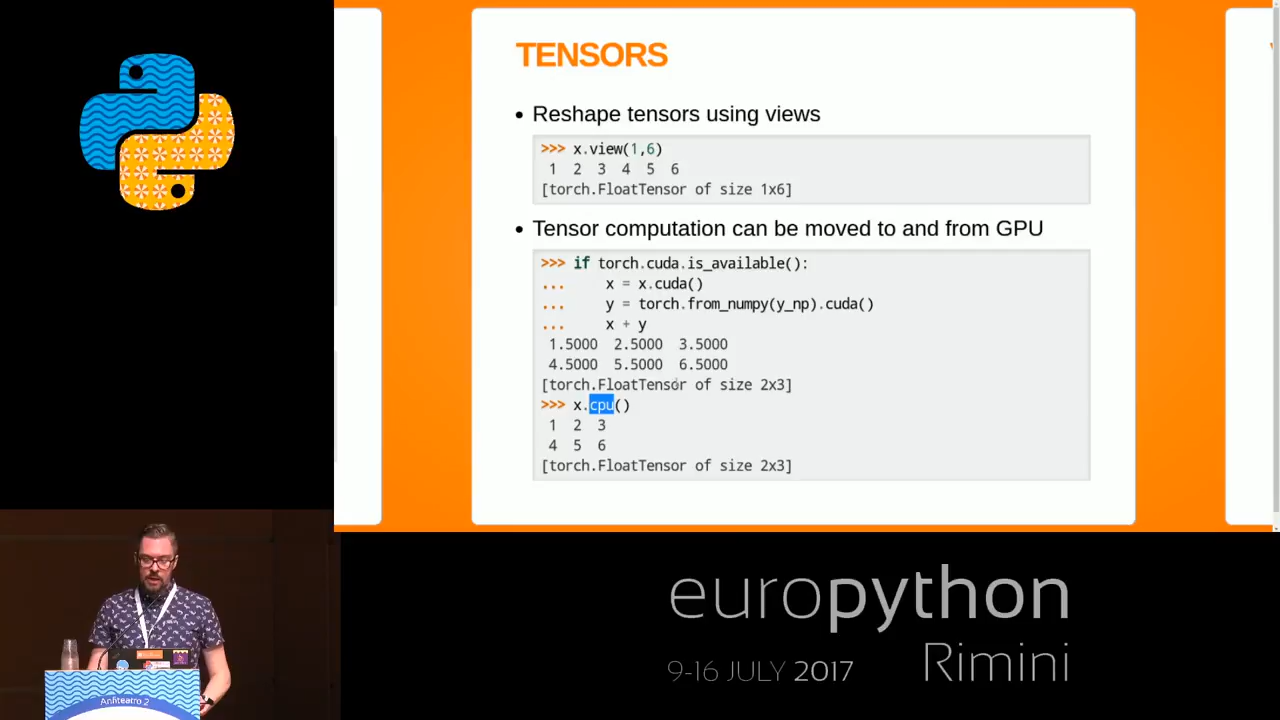 TENSORS
• Reshape tensors using views
>>> x.view(1,6)
1 2 3 4 5 6
[torch.FloatTensor of size 1x6]
• Tensor computation can be moved to and from GPU
>>> if torch.cuda.is_available():
... x = x.cuda()
... y = torch.from_numpy(y_np).cuda()
... x + y
1.5000 2.5000 3.5000
4.5000 5.5000 6.5000
[torch.FloatTensor of size 2x3]
>>> x.cpu()
1 2 3
4 5 6
[torch.FloatTensor of size 2x3]
Anfiteatro 2
europython
9-16 JULY 2017
Rimini